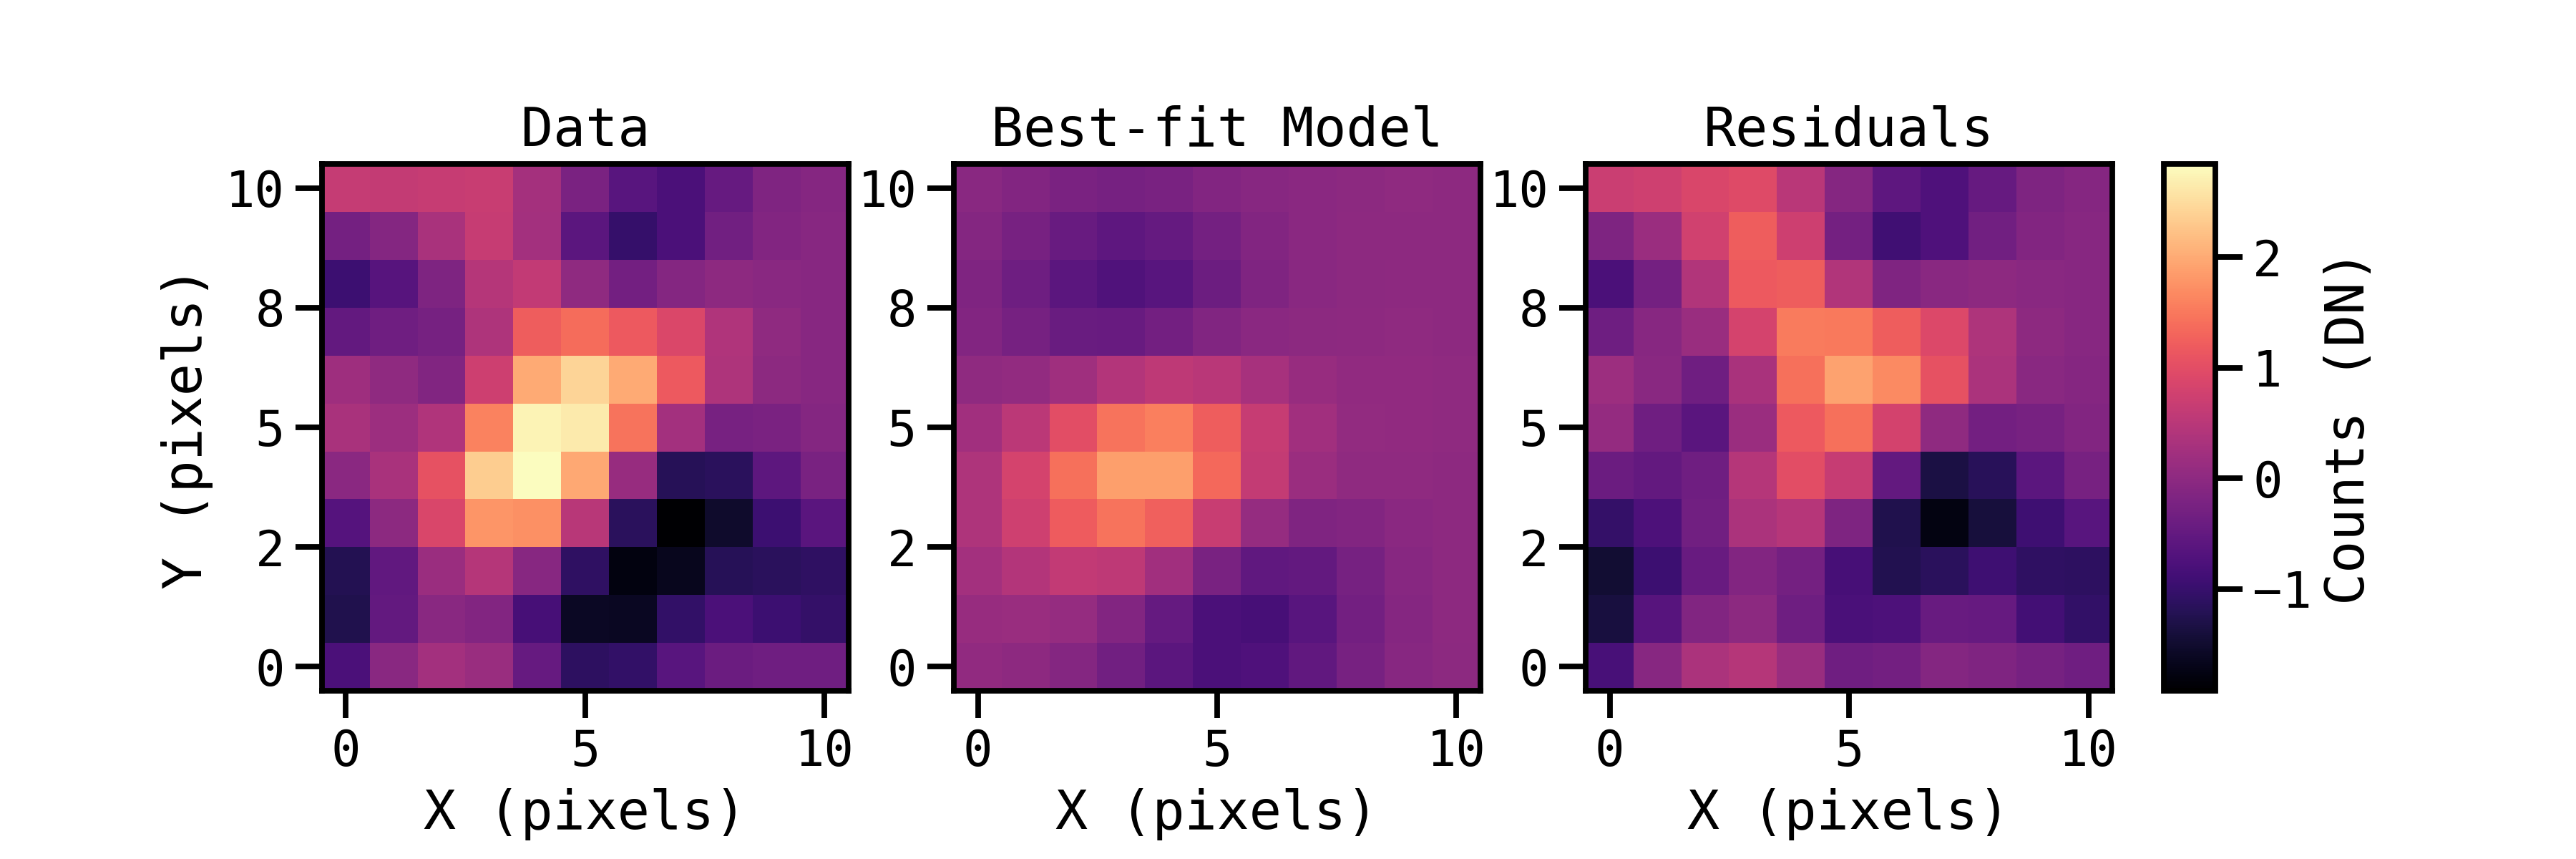 Data
Best-fit Model
Residuals
10
8
5
2
0
Y (pixels)
0 5 10
X (pixels)
10
8
5
2
0
0 5 10
X (pixels)
10
8
5
2
0
0 5 10
X (pixels)
2
1
0
−1
Counts (DN)